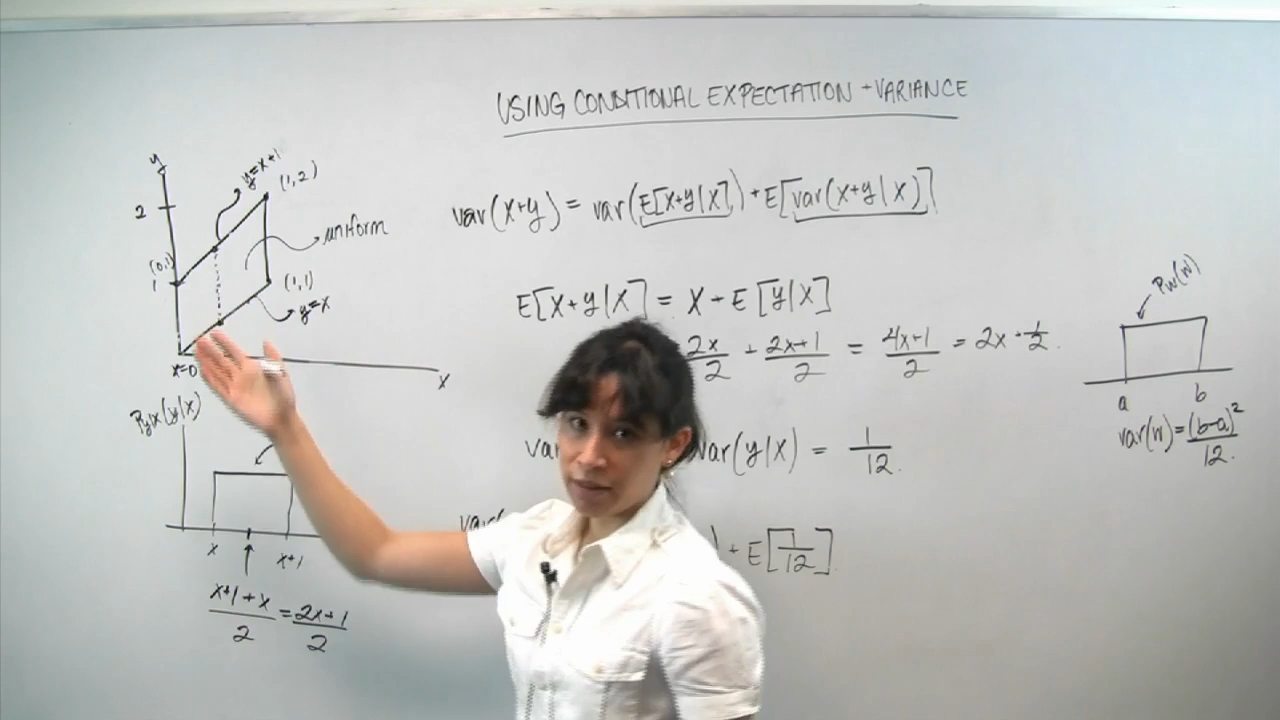 USING CONDITIONAL EXPECTATION + VARIANCE
y
y=x+1
(1,2)
2
uniform
(0,1)
1
(1,1)
y=x
x=0
x
var(x+y) = var(E[x+y|x]) + E[var(x+y|x)]
E[x+y|x] = x + E[y|x]
2x/2 + 2x+1/2 = 4x+1/2 = 2x + 1/2.
var
var(y|x) = 1/12.
+ E[1/12].
Py|x(y|x)
x
x+1
x+1+x/2 = 2x+1/2
Pw(w)
a
b
var(w) = (b-a)²/12.